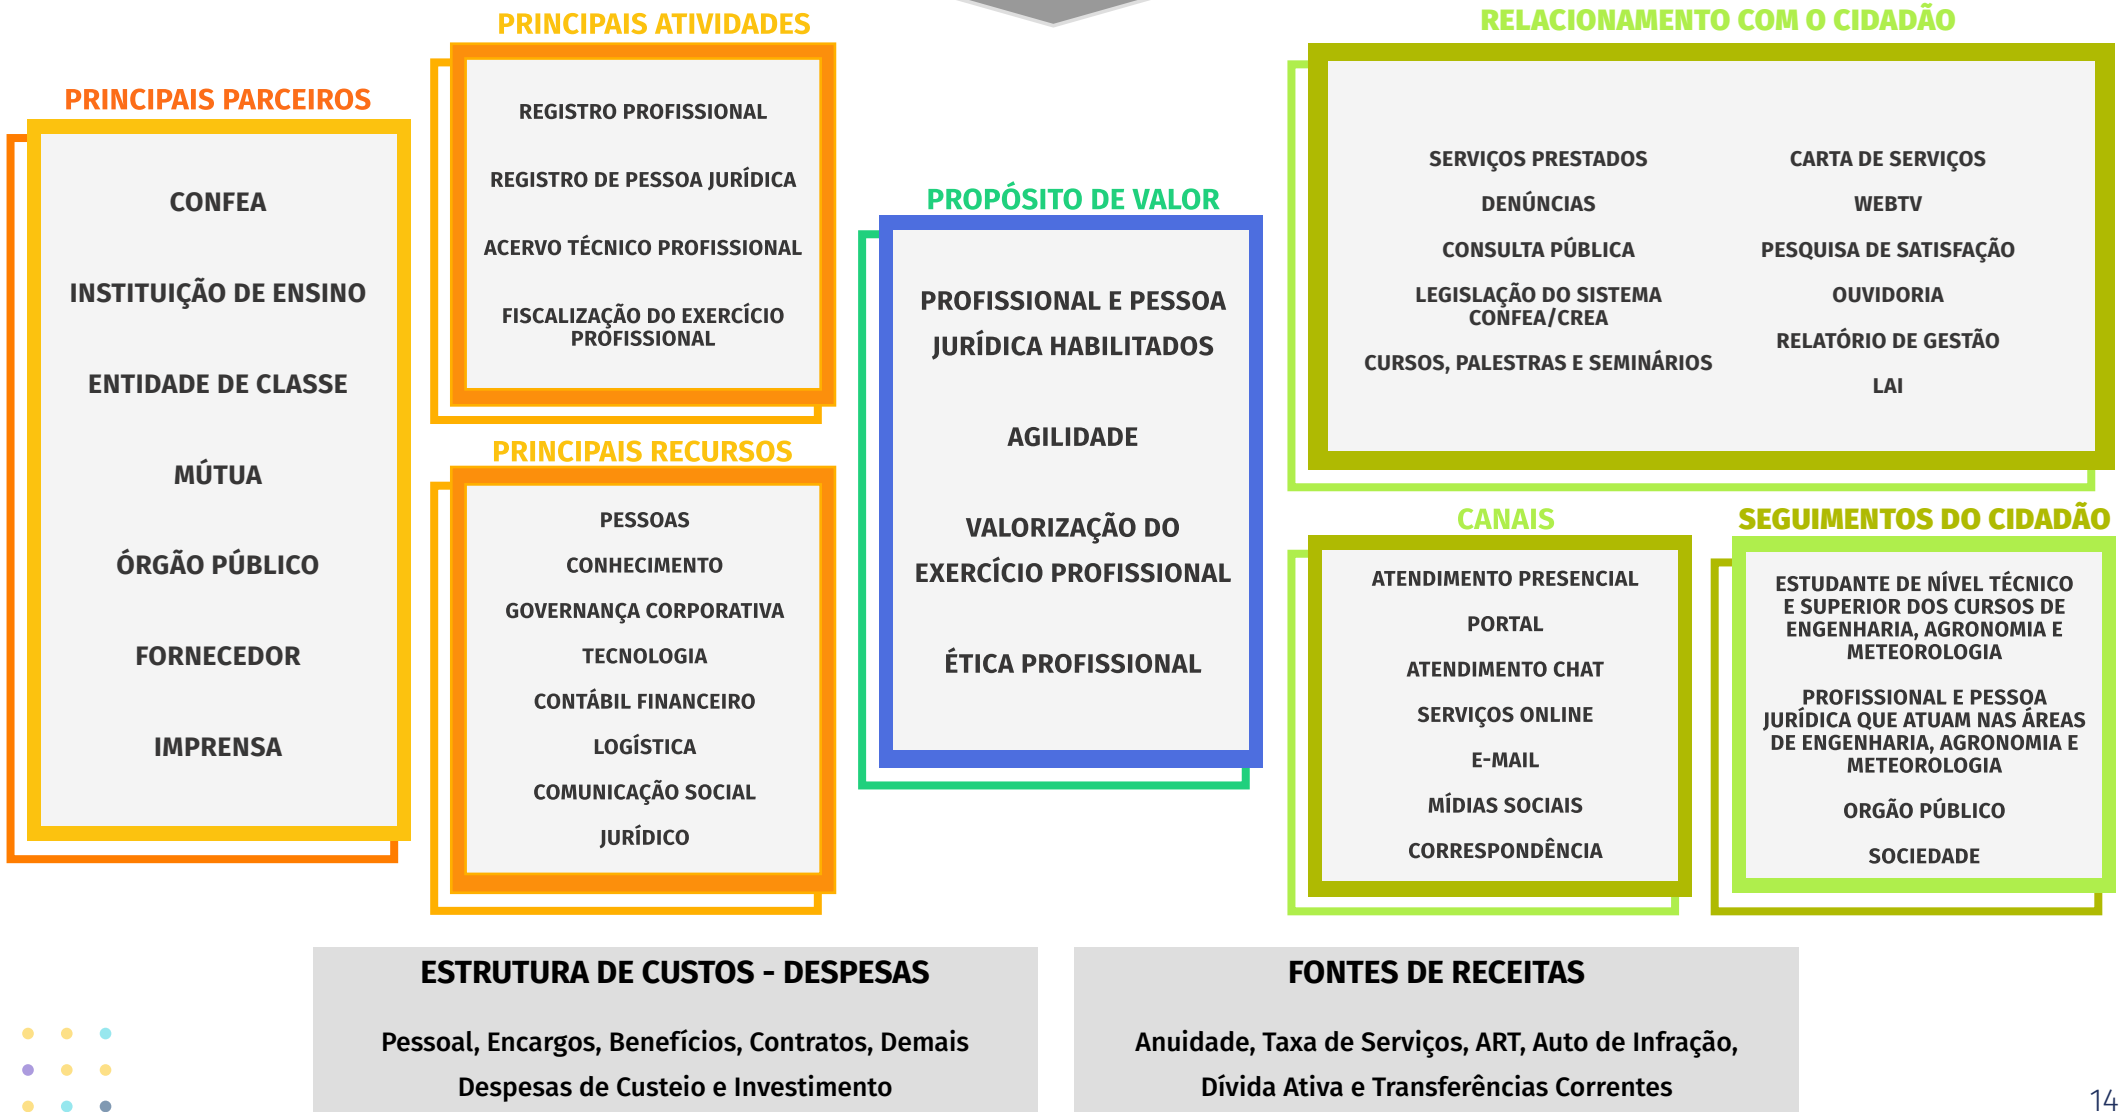 PRINCIPAIS PARCEIROS
CONFEA
INSTITUIÇÃO DE ENSINO
ENTIDADE DE CLASSE
MÚTUA
ÓRGÃO PÚBLICO
FORNECEDOR
IMPRENSA
PRINCIPAIS ATIVIDADES
REGISTRO PROFISSIONAL
REGISTRO DE PESSOA JURÍDICA
ACERVO TÉCNICO PROFISSIONAL
FISCALIZAÇÃO DO EXERCÍCIO
PROFISSIONAL
PRINCIPAIS RECURSOS
PESSOAS
CONHECIMENTO
GOVERNANÇA CORPORATIVA
TECNOLOGIA
CONTÁBIL FINANCEIRO
LOGÍSTICA
COMUNICAÇÃO SOCIAL
JURÍDICO
PROPÓSITO DE VALOR
PROFISSIONAL E PESSOA
JURÍDICA HABILITADOS
AGILIDADE
VALORIZAÇÃO DO
EXERCÍCIO PROFISSIONAL
ÉTICA PROFISSIONAL
RELACIONAMENTO COM O CIDADÃO
SERVIÇOS PRESTADOS
DENÚNCIAS
CONSULTA PÚBLICA
LEGISLAÇÃO DO SISTEMA
CONFEA/CREA
CURSOS, PALESTRAS E SEMINÁRIOS
CARTA DE SERVIÇOS
WEBTV
PESQUISA DE SATISFAÇÃO
OUVIDORIA
RELATÓRIO DE GESTÃO
LAI
CANAIS
ATENDIMENTO PRESENCIAL
PORTAL
ATENDIMENTO CHAT
SERVIÇOS ONLINE
E-MAIL
MÍDIAS SOCIAIS
CORRESPONDÊNCIA
SEGUIMENTOS DO CIDADÃO
ESTUDANTE DE NÍVEL TÉCNICO
E SUPERIOR DOS CURSOS DE
ENGENHARIA, AGRONOMIA E
METEOROLOGIA
PROFISSIONAL E PESSOA
JURÍDICA QUE ATUAM NAS ÁREAS
DE ENGENHARIA, AGRONOMIA E
METEOROLOGIA
ORGÃO PÚBLICO
SOCIEDADE
ESTRUTURA DE CUSTOS - DESPESAS
Pessoal, Encargos, Benefícios, Contratos, Demais
Despesas de Custeio e Investimento
FONTES DE RECEITAS
Anuidade, Taxa de Serviços, ART, Auto de Infração,
Dívida Ativa e Transferências Correntes
14